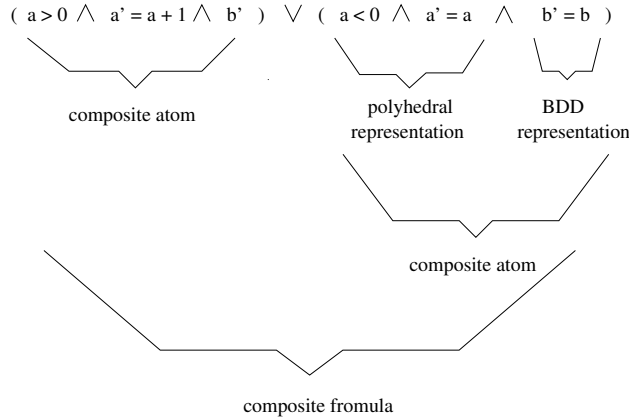 ( a > 0 ∧ a' = a + 1 ∧ b' ) ∨ ( a < 0 ∧ a' = a ∧ b' = b )
composite atom
polyhedral
representation
BDD
representation
composite atom
composite fromula